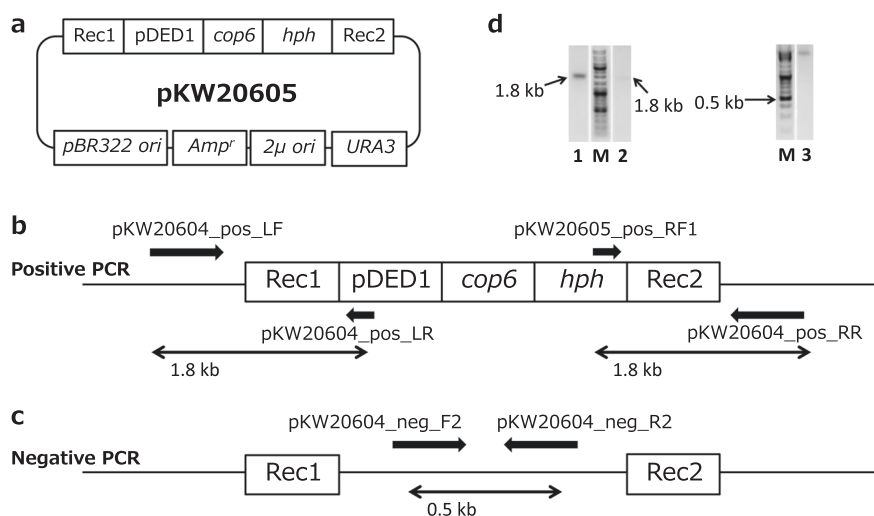 a
Rec1 pDED1 cop6 hph Rec2
pKW20605
pBR322 ori Ampʳ 2μ ori URA3
d
1.8 kb
1.8 kb
0.5 kb
1 M 2
M 3
b
pKW20604_pos_LF
pKW20605_pos_RF1
Positive PCR
Rec1 pDED1 cop6 hph Rec2
pKW20604_pos_LR
pKW20604_pos_RR
1.8 kb
1.8 kb
c
pKW20604_neg_F2
pKW20604_neg_R2
Negative PCR
Rec1
Rec2
0.5 kb